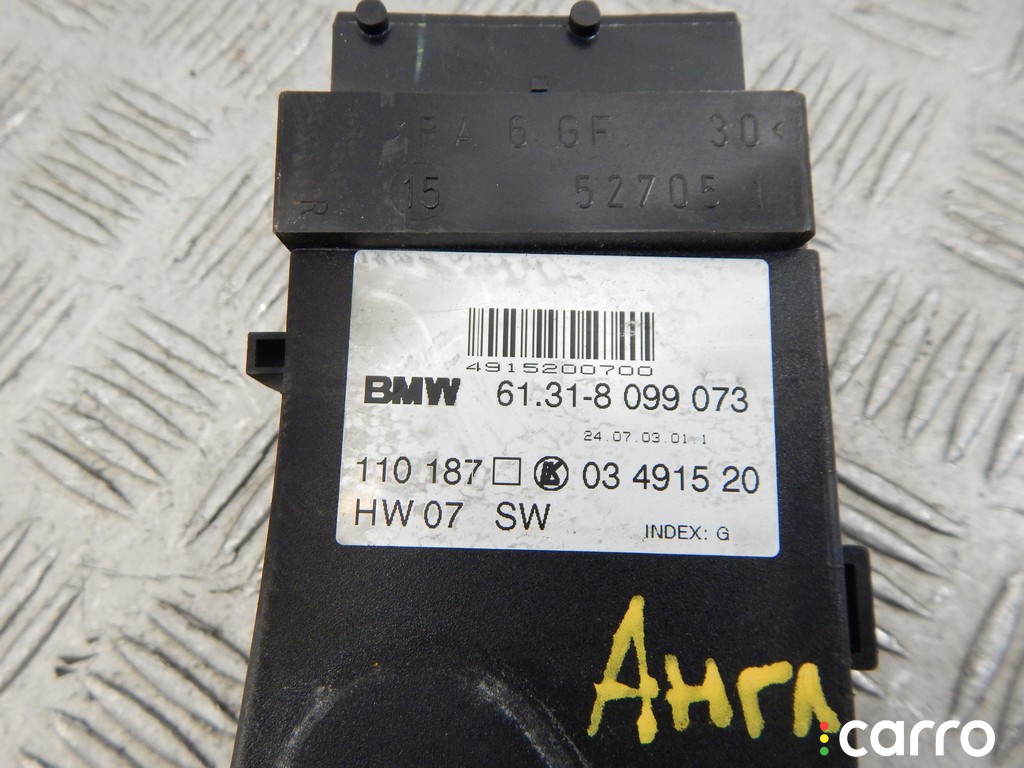 PA 6 GF 30<
15 52705 1
R
4915200700
BMW 61.31-8 099 073
24.07.03.01 1
110 187 03 4915 20
HW 07 SW
INDEX: G
Англ
carro